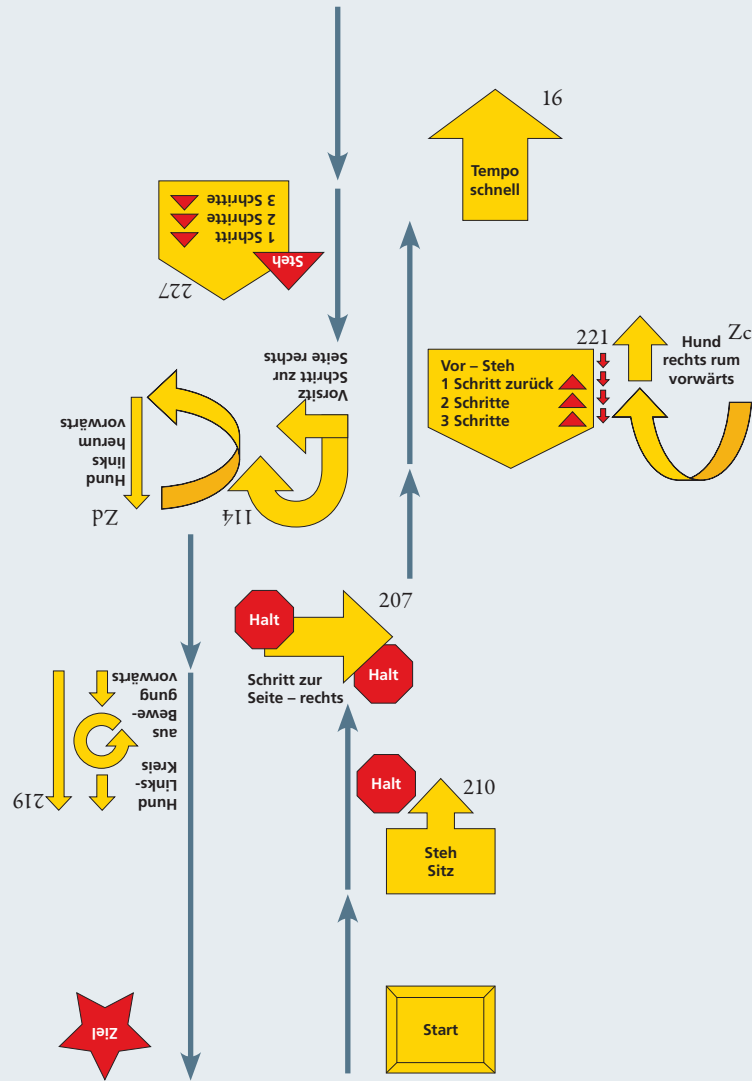 16
Tempo
schnell
3 Schritte
2 Schritte
1 Schritt
Steh
227
221
Zc
Hund
rechts rum
vorwärts
Vor – Steh
1 Schritt zurück
2 Schritte
3 Schritte
Vorsitz
Schritt zur
Seite rechts
Hund
links
herum
vorwärts
Zd
114
207
Halt
Halt
Schritt zur
Seite – rechts
Hund
Links-
Kreis
aus
Bewe-
gung
vorwärts
219
Halt
210
Steh
Sitz
Ziel
Start